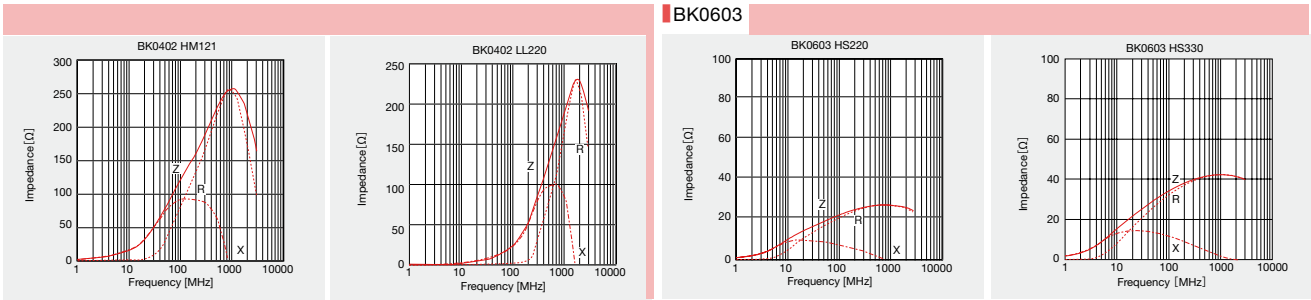 BK0603
BK0402 HM121
300
250
200
150
100
50
0
Impedance[Ω]
Z
R
X
1 10 100 1000 10000
Frequency [MHz]
BK0402 LL220
250
200
150
100
50
0
Impedance[Ω]
Z
R
X
1 10 100 1000 10000
Frequency [MHz]
BK0603 HS220
100
80
60
40
20
0
Impedance[Ω]
Z
R
X
1 10 100 1000 10000
Frequency [MHz]
BK0603 HS330
100
80
60
40
20
0
Impedance[Ω]
Z
R
X
1 10 100 1000 10000
Frequency [MHz]